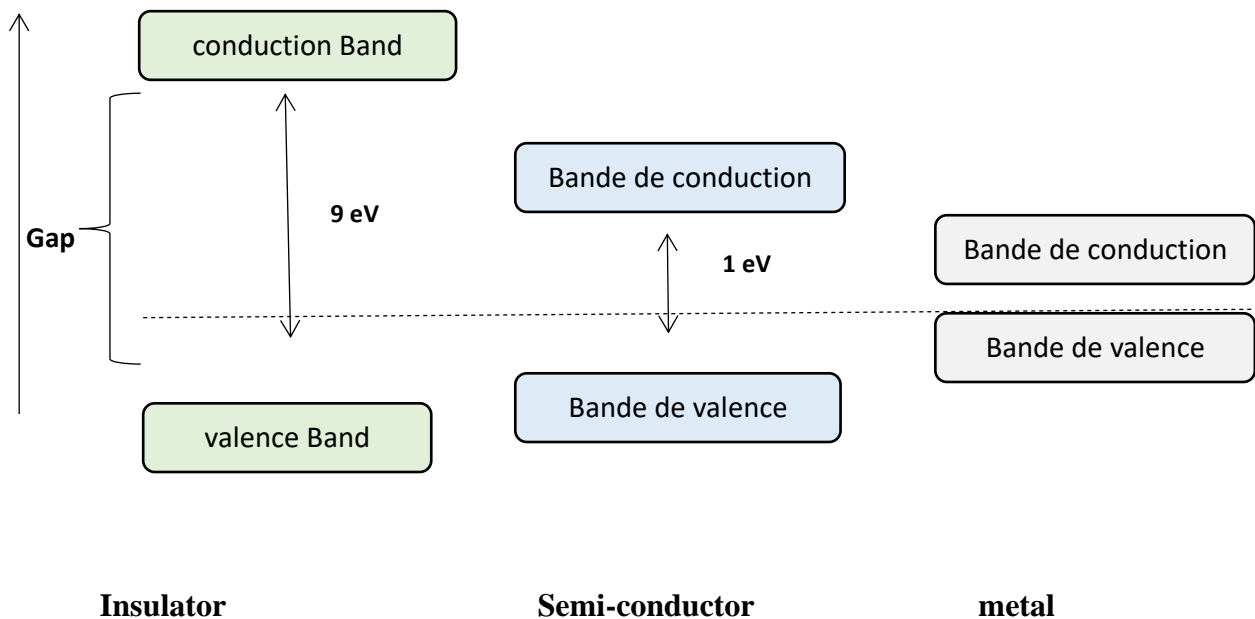 conduction Band
Bande de conduction
9 eV
Gap
1 eV
Bande de conduction
Bande de valence
Bande de valence
valence Band
Insulator
Semi-conductor
metal